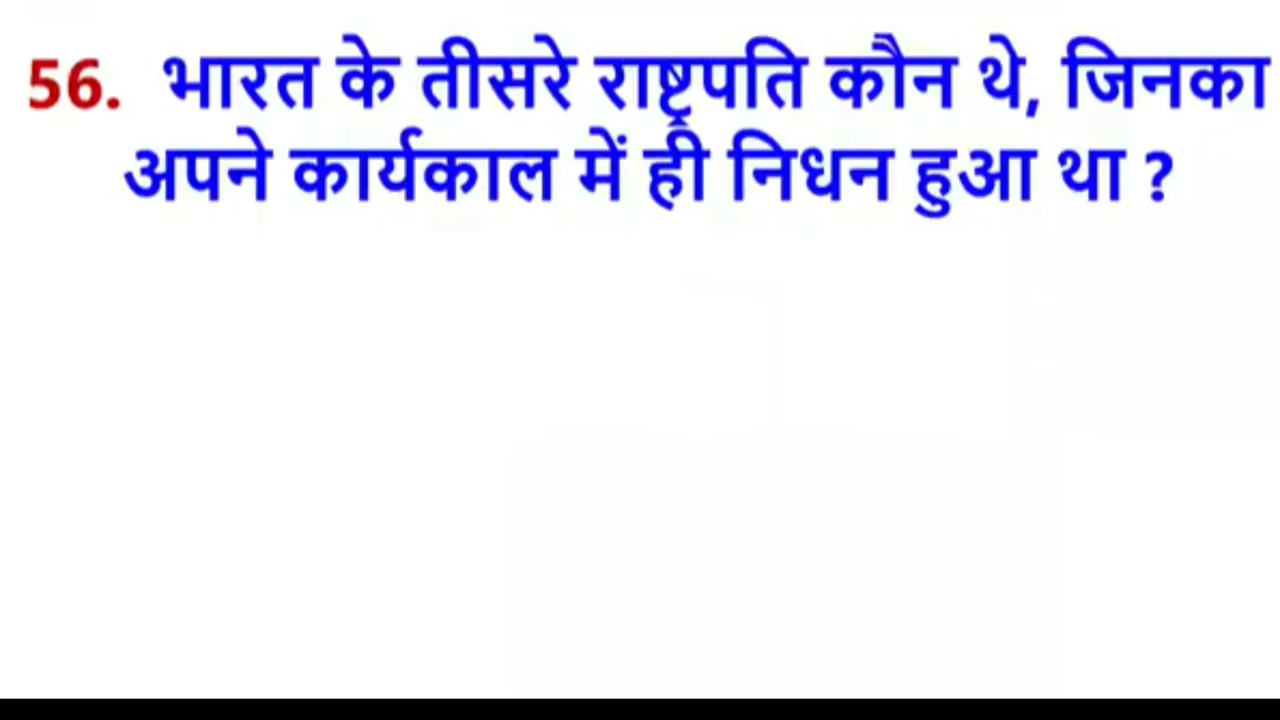 56. भारत के तीसरे राष्ट्रपति कौन थे, जिनका
अपने कार्यकाल में ही निधन हुआ था ?